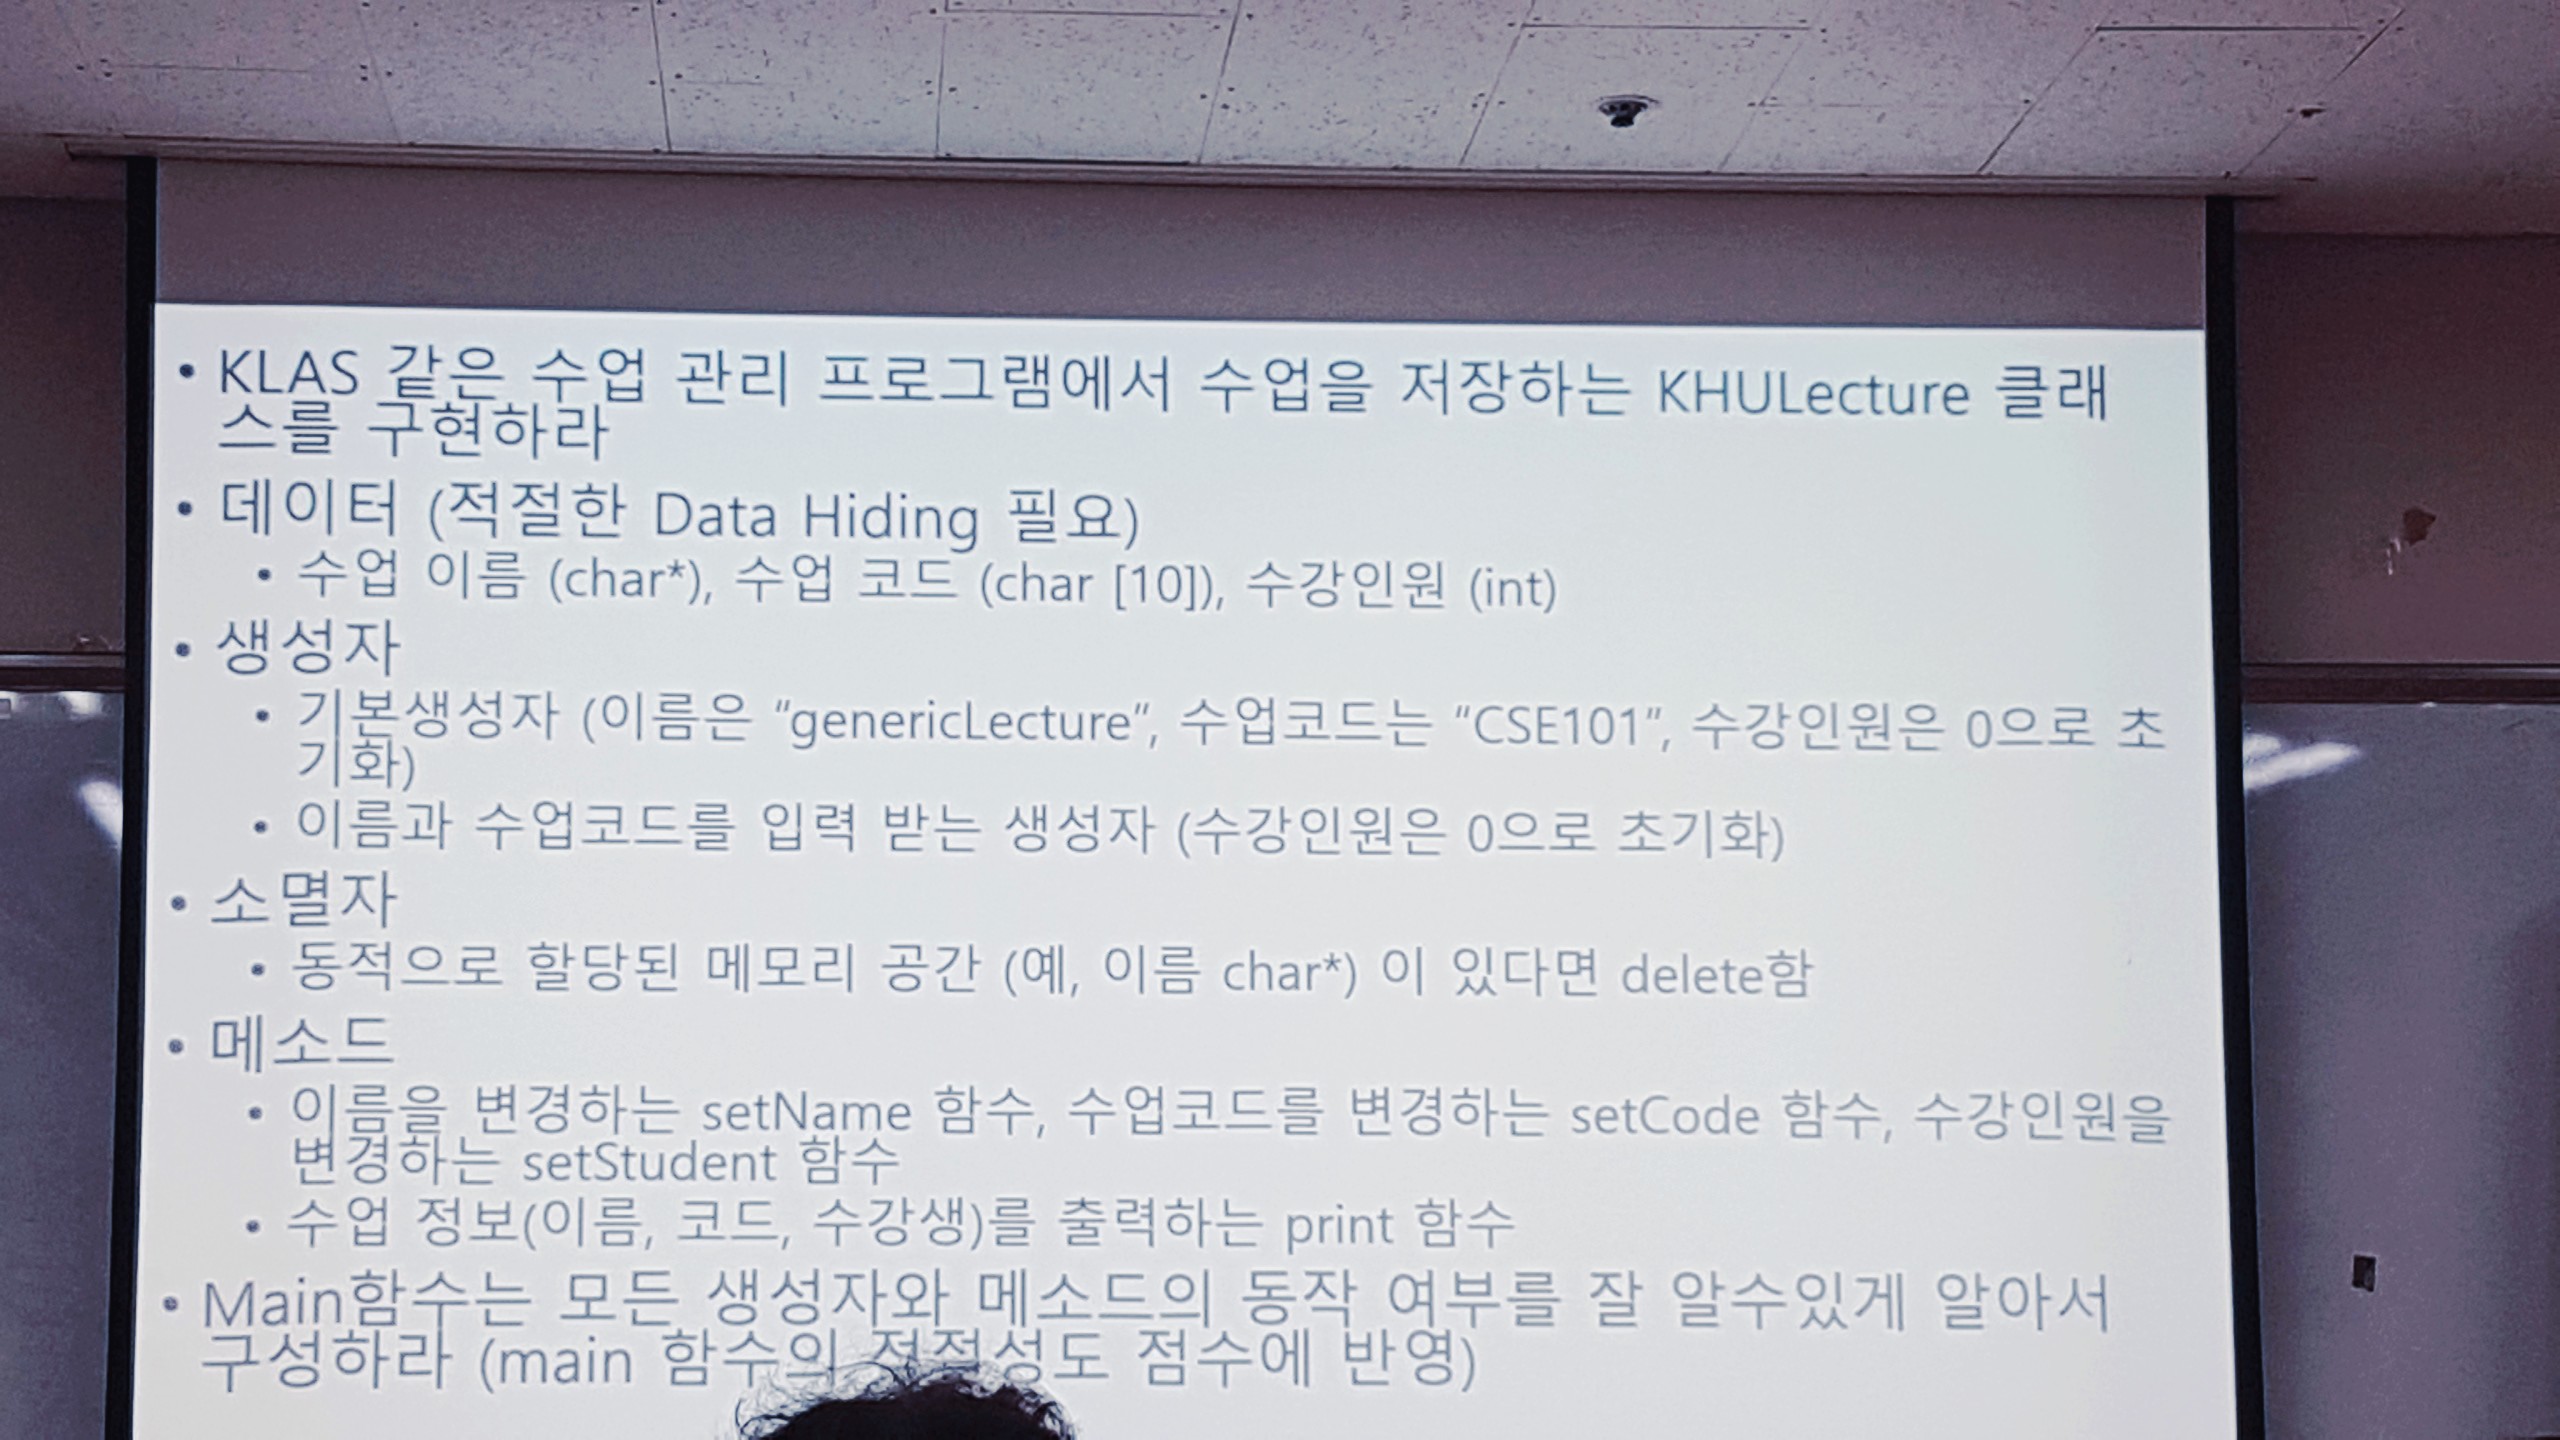 • KLAS 같은 수업 관리 프로그램에서 수업을 저장하는 KHULecture 클래
스를 구현하라
• 데이터 (적절한 Data Hiding 필요)
• 수업 이름 (char*), 수업 코드 (char [10]), 수강인원 (int)
• 생성자
• 기본생성자 (이름은 "genericLecture", 수업코드는 "CSE101", 수강인원은 0으로 초
기화)
• 이름과 수업코드를 입력 받는 생성자 (수강인원은 0으로 초기화)
• 소멸자
• 동적으로 할당된 메모리 공간 (예, 이름 char*) 이 있다면 delete함
• 메소드
• 이름을 변경하는 setName 함수, 수업코드를 변경하는 setCode 함수, 수강인원을
변경하는 setStudent 함수
• 수업 정보(이름, 코드, 수강생)를 출력하는 print 함수
• Main함수는 모든 생성자와 메소드의 동작 여부를 잘 알수있게 알아서
구성하라 (main 함수의 적절성도 점수에 반영)